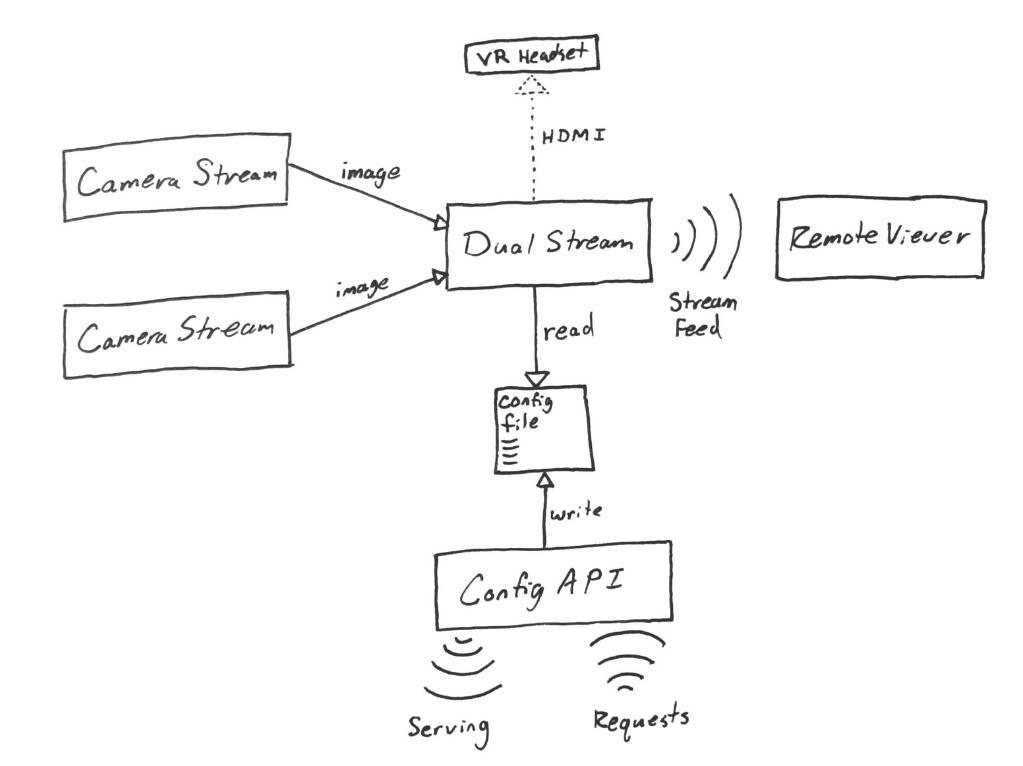 VR Headset
HDMI
Camera Stream
image
Dual Stream
Remote Viever
Camera Stream
image
Stream
Feed
read
config
file
write
Config API
Serving
Requests